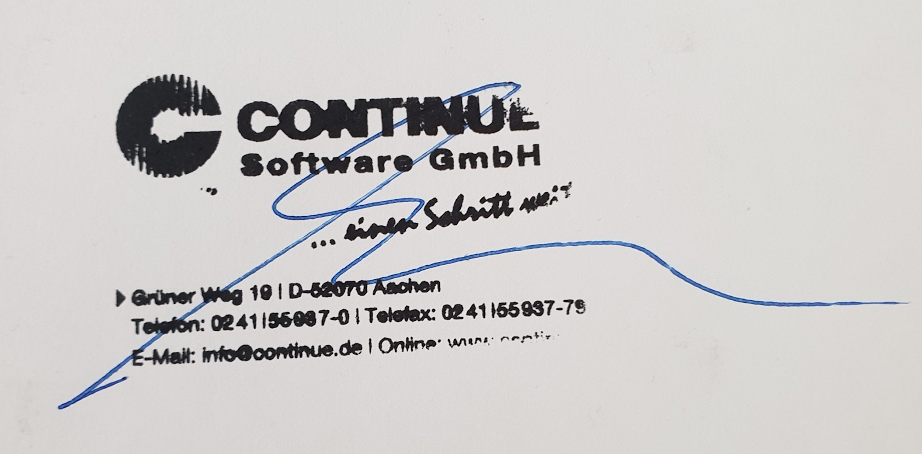 CONTINUE
Software GmbH
... einen Schritt weit
Grüner Weg 19 | D-52070 Aachen
Telefon: 0241|55937-0 | Telefax: 0241|55937-79
E-Mail: info@continue.de | Online: www.